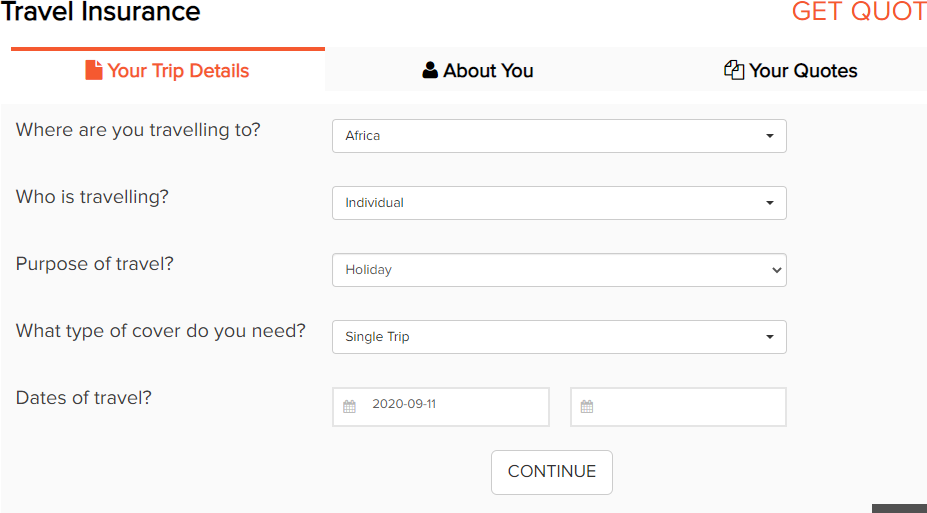 Travel Insurance
GET QUOT
Your Trip Details
About You
Your Quotes
Where are you travelling to?
Africa
Who is travelling?
Individual
Purpose of travel?
Holiday
What type of cover do you need?
Single Trip
Dates of travel?
2020-09-11
CONTINUE